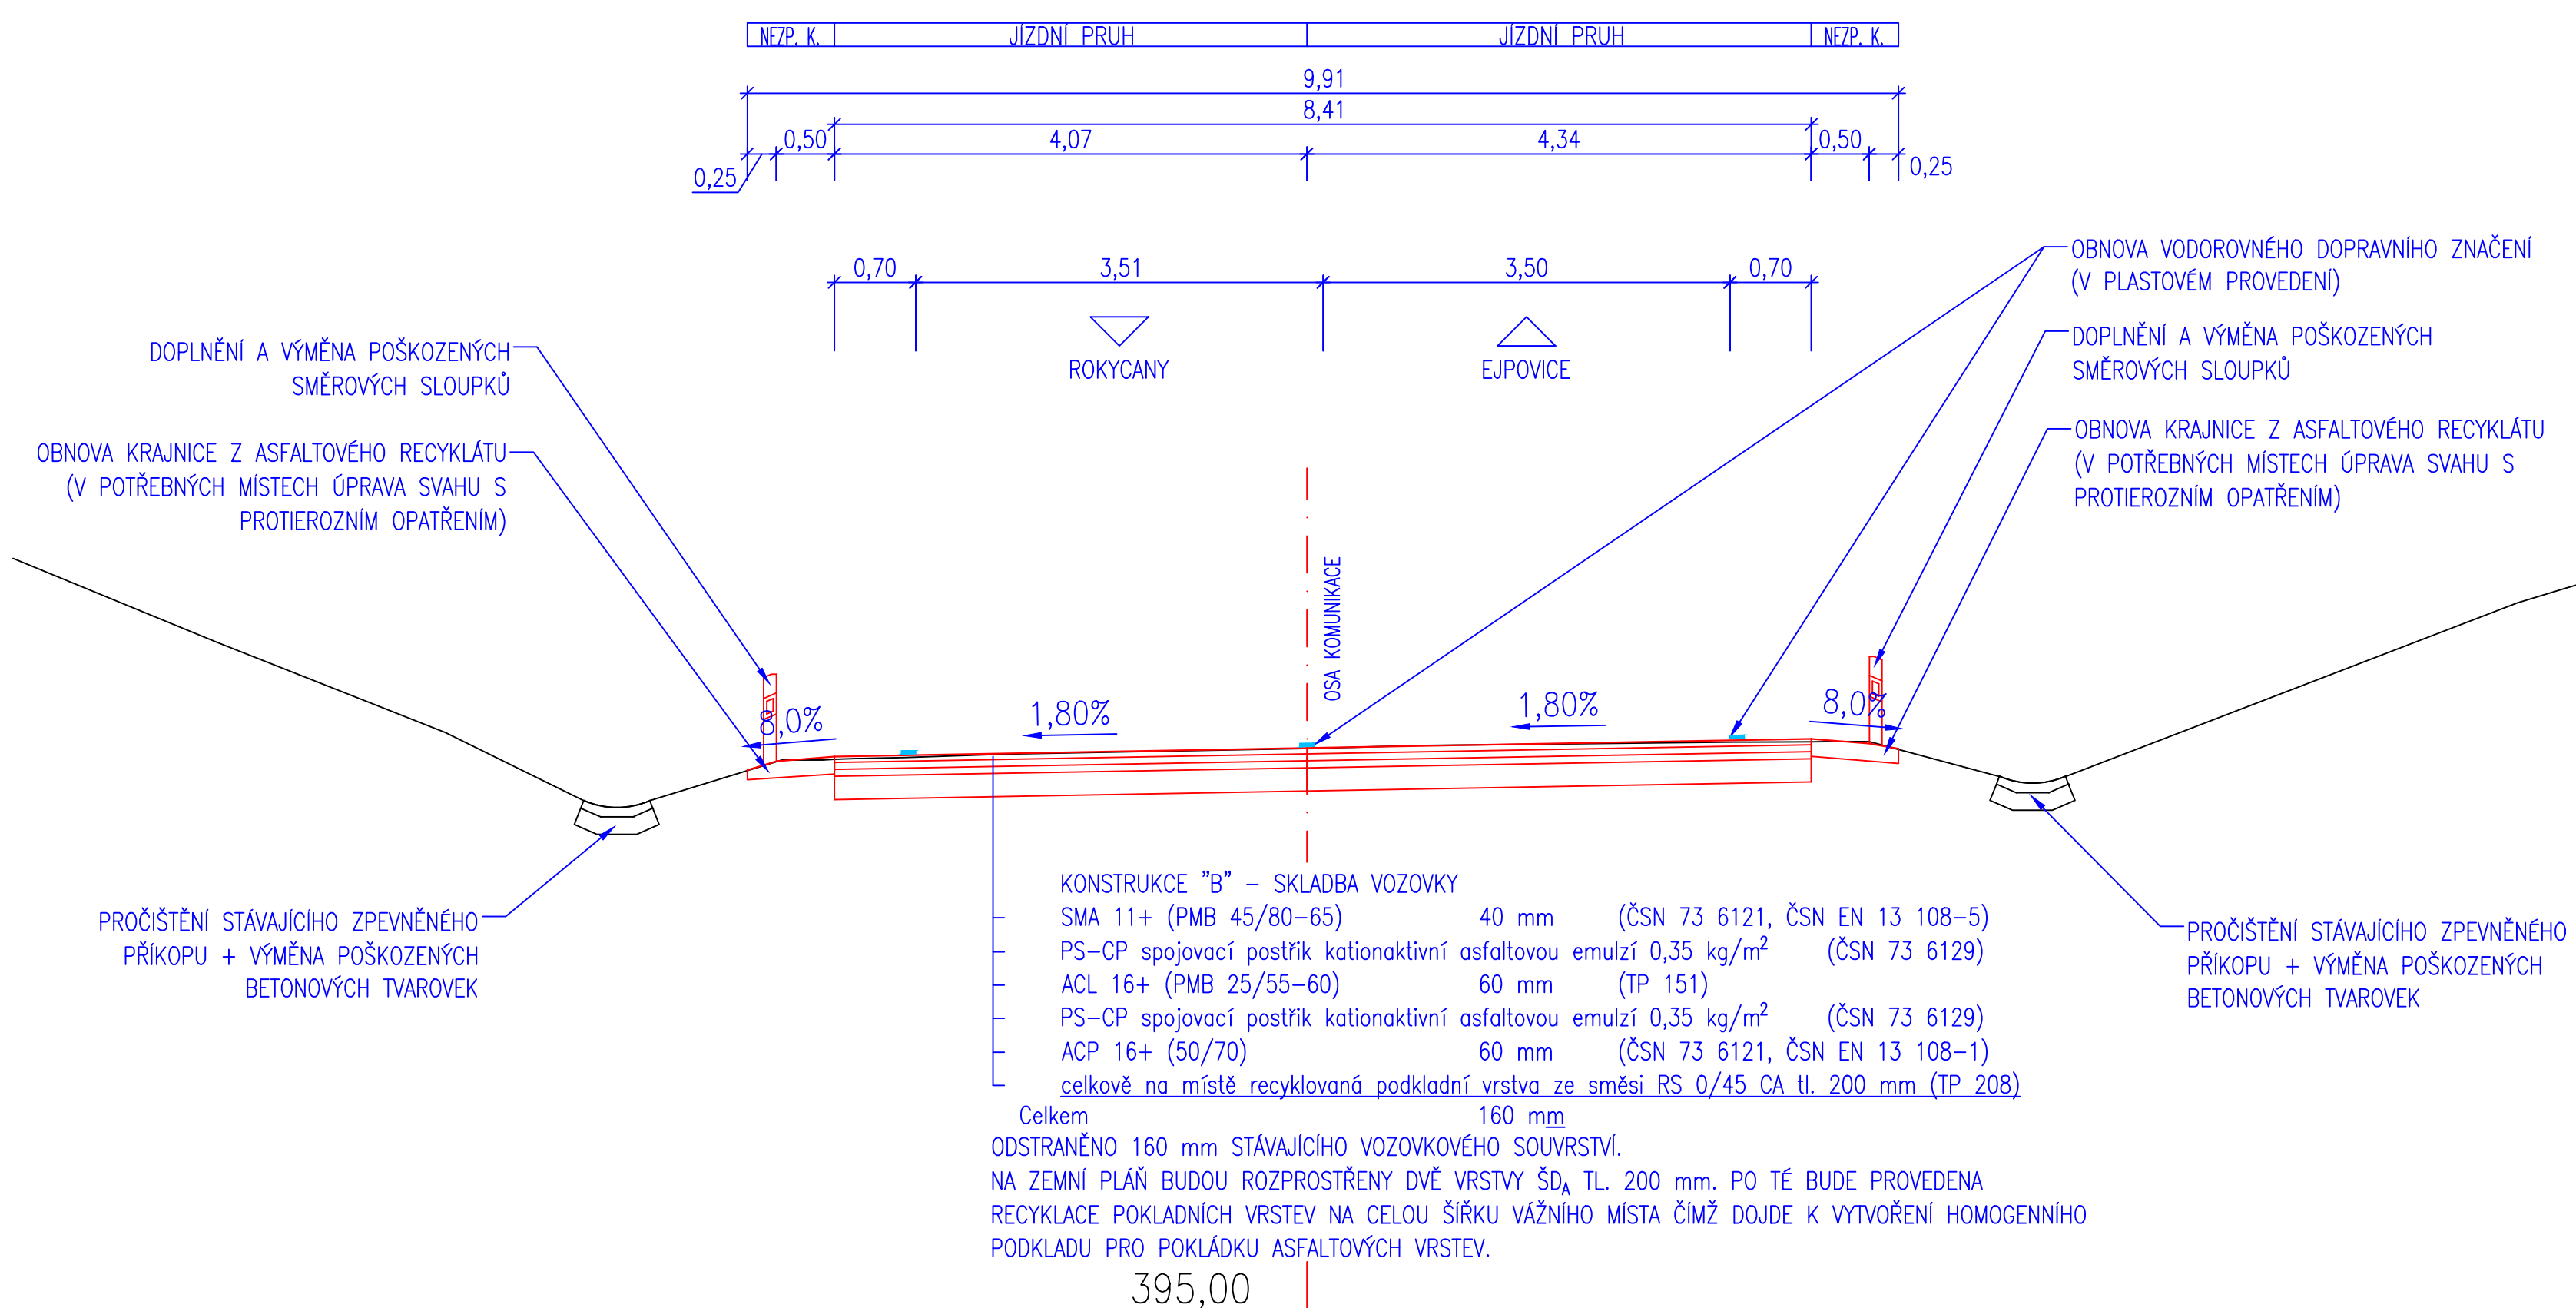 NEZP. K.
JÍZDNÍ PRUH
JÍZDNÍ PRUH
NEZP. K.
9,91
8,41
0,50
4,07
4,34
0,50
0,25
0,25
0,70
3,51
3,50
0,70
ROKYCANY
EJPOVICE
OBNOVA VODOROVNÉHO DOPRAVNÍHO ZNAČENÍ
(V PLASTOVÉM PROVEDENÍ)
DOPLNĚNÍ A VÝMĚNA POŠKOZENÝCH
SMĚROVÝCH SLOUPKŮ
DOPLNĚNÍ A VÝMĚNA POŠKOZENÝCH
SMĚROVÝCH SLOUPKŮ
OBNOVA KRAJNICE Z ASFALTOVÉHO RECYKLÁTU
(V POTŘEBNÝCH MÍSTECH ÚPRAVA SVAHU S
PROTIEROZNÍM OPATŘENÍM)
OBNOVA KRAJNICE Z ASFALTOVÉHO RECYKLÁTU
(V POTŘEBNÝCH MÍSTECH ÚPRAVA SVAHU S
PROTIEROZNÍM OPATŘENÍM)
OSA KOMUNIKACE
8,0%
1,80%
1,80%
8,0%
PROČIŠTĚNÍ STÁVAJÍCÍHO ZPEVNĚNÉHO
PŘÍKOPU + VÝMĚNA POŠKOZENÝCH
BETONOVÝCH TVAROVEK
PROČIŠTĚNÍ STÁVAJÍCÍHO ZPEVNĚNÉHO
PŘÍKOPU + VÝMĚNA POŠKOZENÝCH
BETONOVÝCH TVAROVEK
KONSTRUKCE "B" – SKLADBA VOZOVKY
SMA 11+ (PMB 45/80–65) 40 mm (ČSN 73 6121, ČSN EN 13 108–5)
PS–CP spojovací postřik kationaktivní asfaltovou emulzí 0,35 kg/m² (ČSN 73 6129)
ACL 16+ (PMB 25/55–60) 60 mm (TP 151)
PS–CP spojovací postřik kationaktivní asfaltovou emulzí 0,35 kg/m² (ČSN 73 6129)
ACP 16+ (50/70) 60 mm (ČSN 73 6121, ČSN EN 13 108–1)
celkově na místě recyklovaná podkladní vrstva ze směsi RS 0/45 CA tl. 200 mm (TP 208)
Celkem 160 mm
ODSTRANĚNO 160 mm STÁVAJÍCÍHO VOZOVKOVÉHO SOUVRSTVÍ.
NA ZEMNÍ PLÁŇ BUDOU ROZPROSTŘENY DVĚ VRSTVY ŠDA TL. 200 mm. PO TÉ BUDE PROVEDENA
RECYKLACE POKLADNÍCH VRSTEV NA CELOU ŠÍŘKU VÁŽNÍHO MÍSTA ČÍMŽ DOJDE K VYTVOŘENÍ HOMOGENNÍHO
PODKLADU PRO POKLÁDKU ASFALTOVÝCH VRSTEV.
395,00